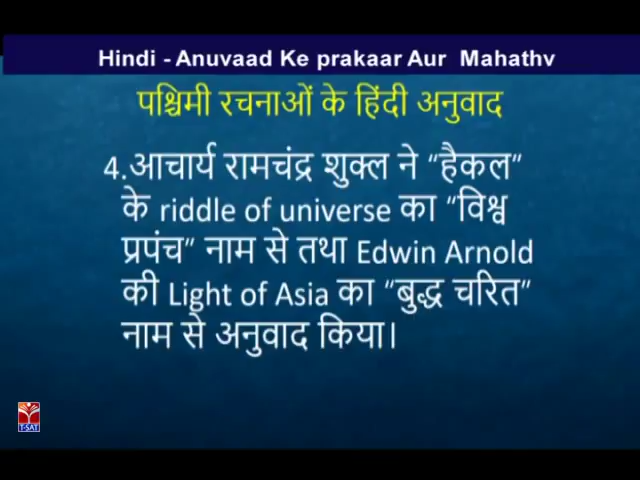 Hindi - Anuvaad Ke prakaar Aur Mahathv
पश्चिमी रचनाओं के हिंदी अनुवाद
4.आचार्य रामचंद्र शुक्ल ने “हैकल”
के riddle of universe का “विश्व
प्रपंच” नाम से तथा Edwin Arnold
की Light of Asia का “बुद्ध चरित”
नाम से अनुवाद किया।
T-SAT